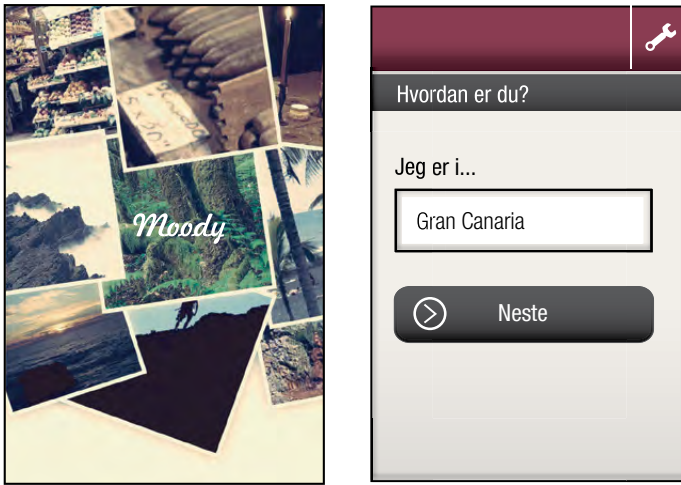 Moody
Hvordan er du?
Jeg er i...
Gran Canaria
Neste